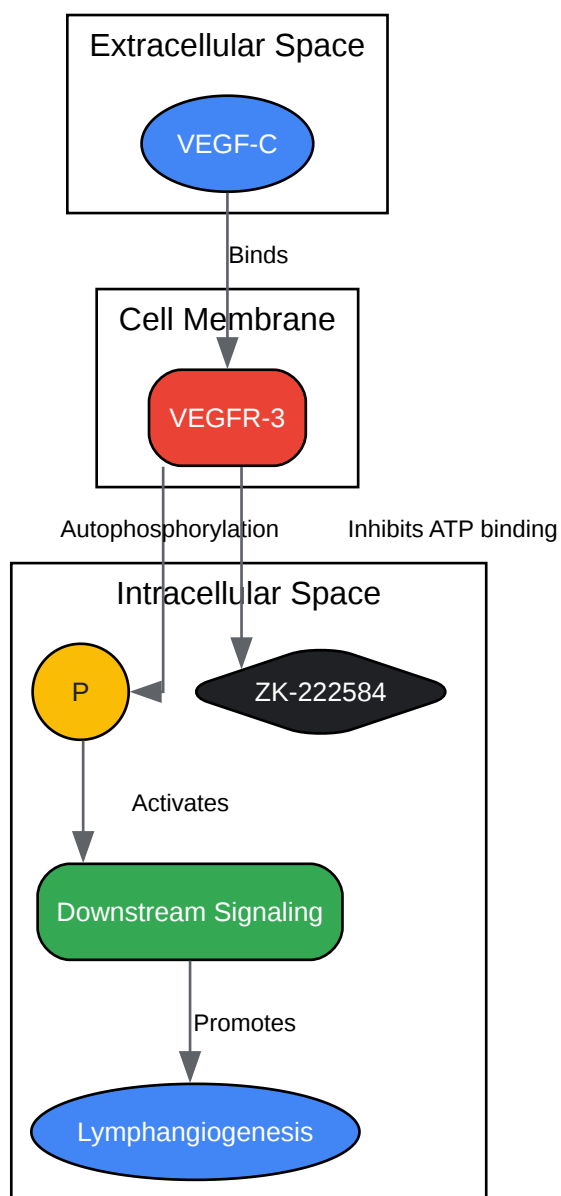 Extracellular Space
VEGF-C
Binds
Cell Membrane
VEGFR-3
Autophosphorylation
Inhibits ATP binding
Intracellular Space
P
ZK-222584
Activates
Downstream Signaling
Promotes
Lymphangiogenesis